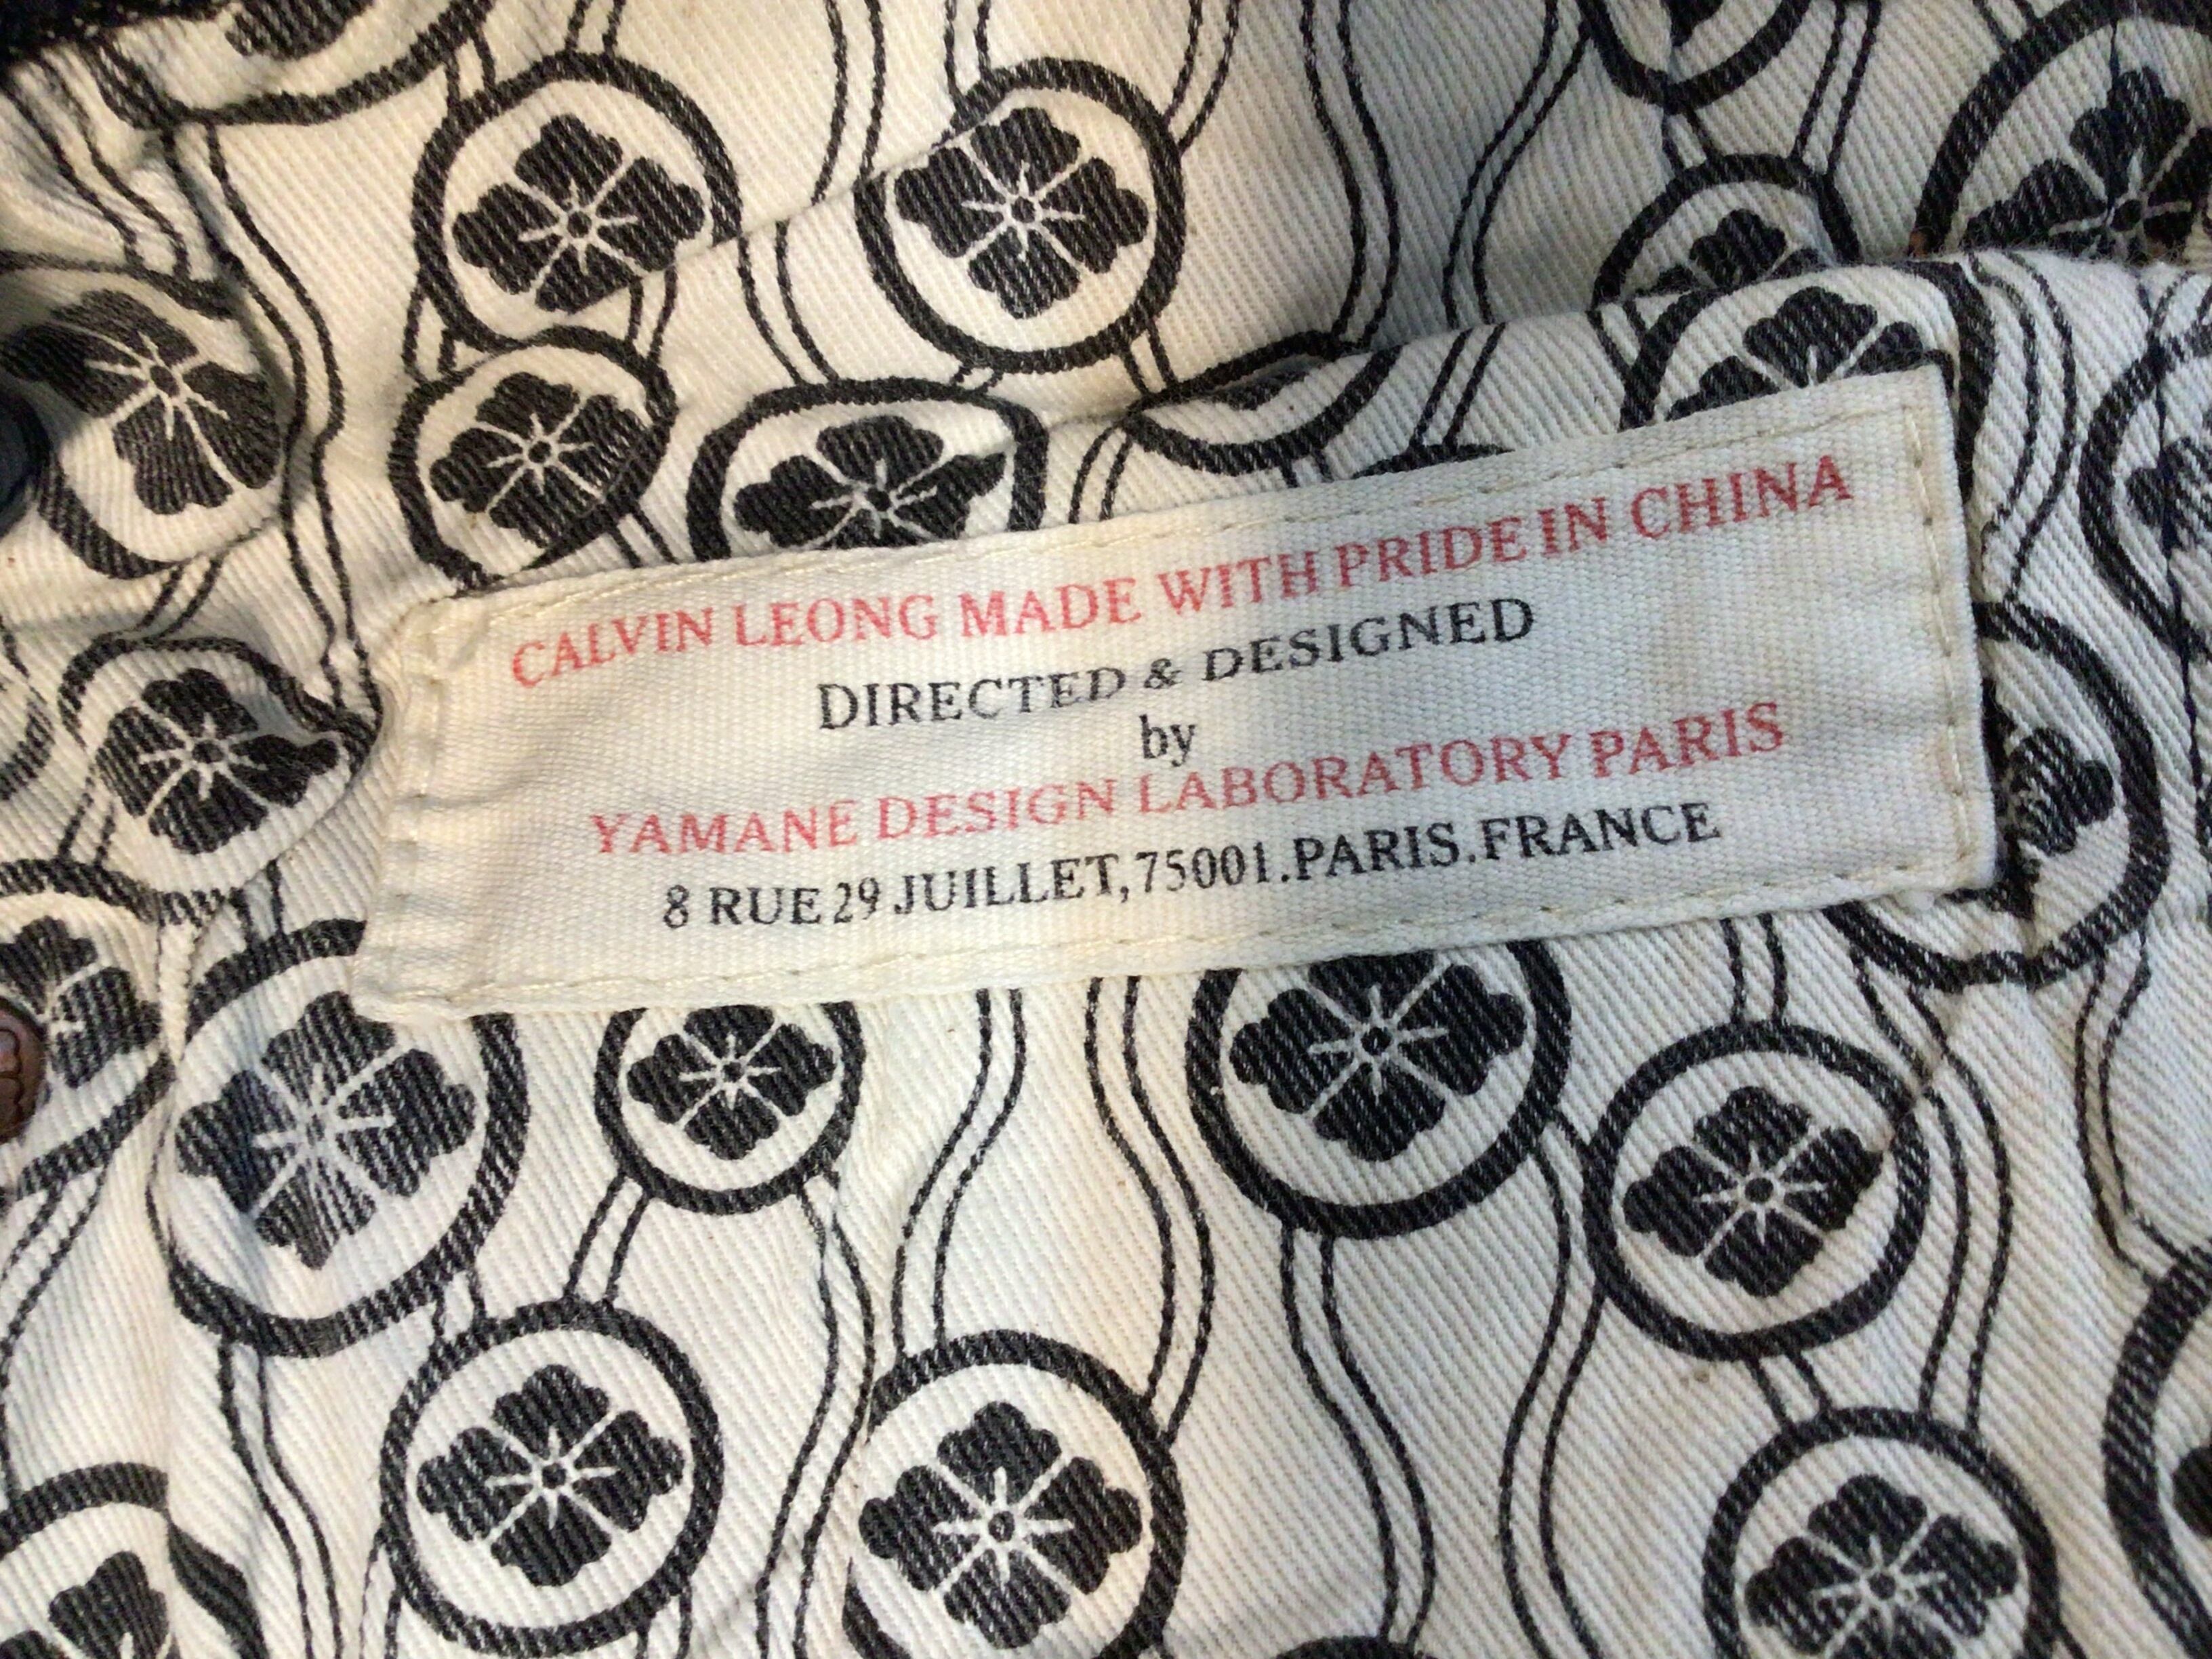 CALVIN LEONG MADE WITH PRIDE IN CHINA
DIRECTED & DESIGNED
by
YAMANE DESIGN LABORATORY PARIS
8 RUE 29 JUILLET, 75001.PARIS.FRANCE